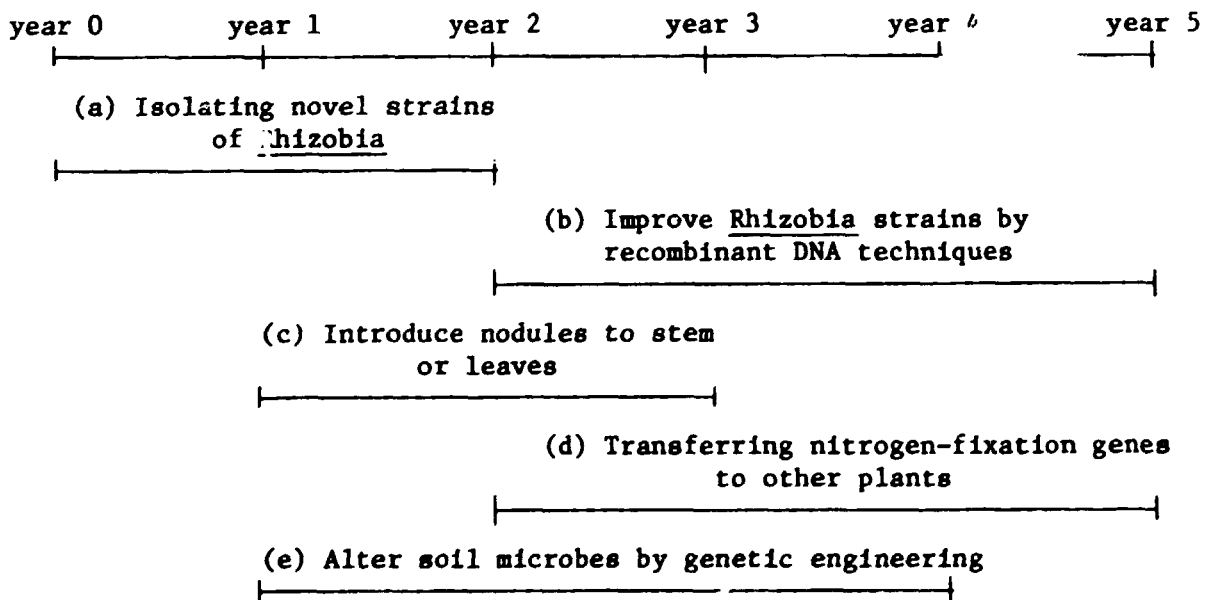 year 0 year 1 year 2 year 3 year year 5
(a) Isolating novel strains
of
(b) Improve Rhizobia strains by
recombinant DNA techniques
(c) Introduce nodules to stem
or leaves
(d) Transferring nitrogen-fixation genes
to other plants
(e) Alter soil microbes by genetic engineering